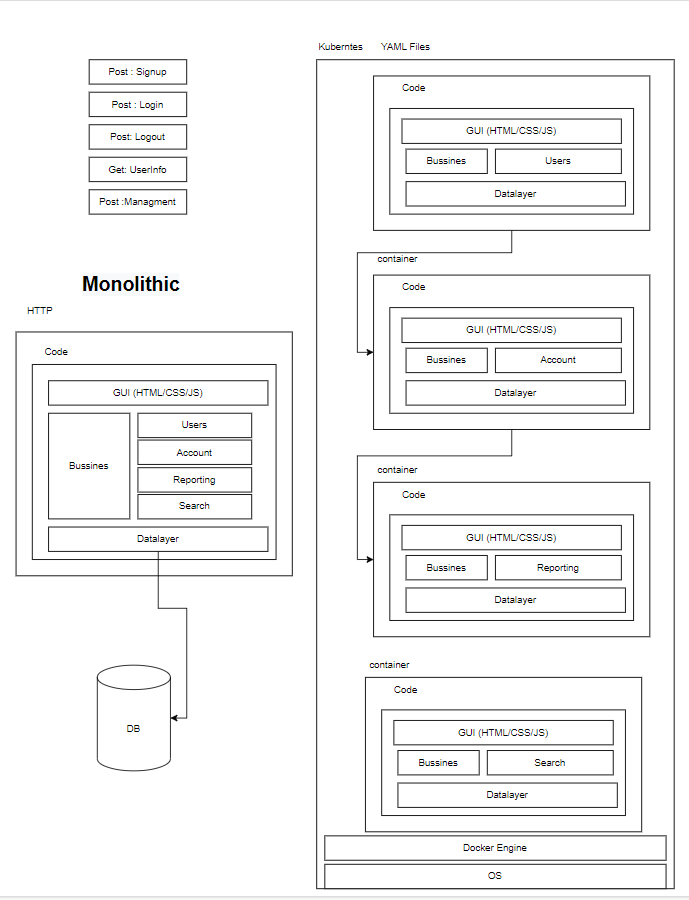 Post : Signup
Post : Login
Post: Logout
Get: UserInfo
Post :Managment
Monolithic
HTTP
Code
GUI (HTML/CSS/JS)
Bussines
Users
Account
Reporting
Search
Datalayer
DB
Kuberntes YAML Files
Code
GUI (HTML/CSS/JS)
Bussines Users
Datalayer
container
Code
GUI (HTML/CSS/JS)
Bussines Account
Datalayer
container
Code
GUI (HTML/CSS/JS)
Bussines Reporting
Datalayer
container
Code
GUI (HTML/CSS/JS)
Bussines Search
Datalayer
Docker Engine
OS